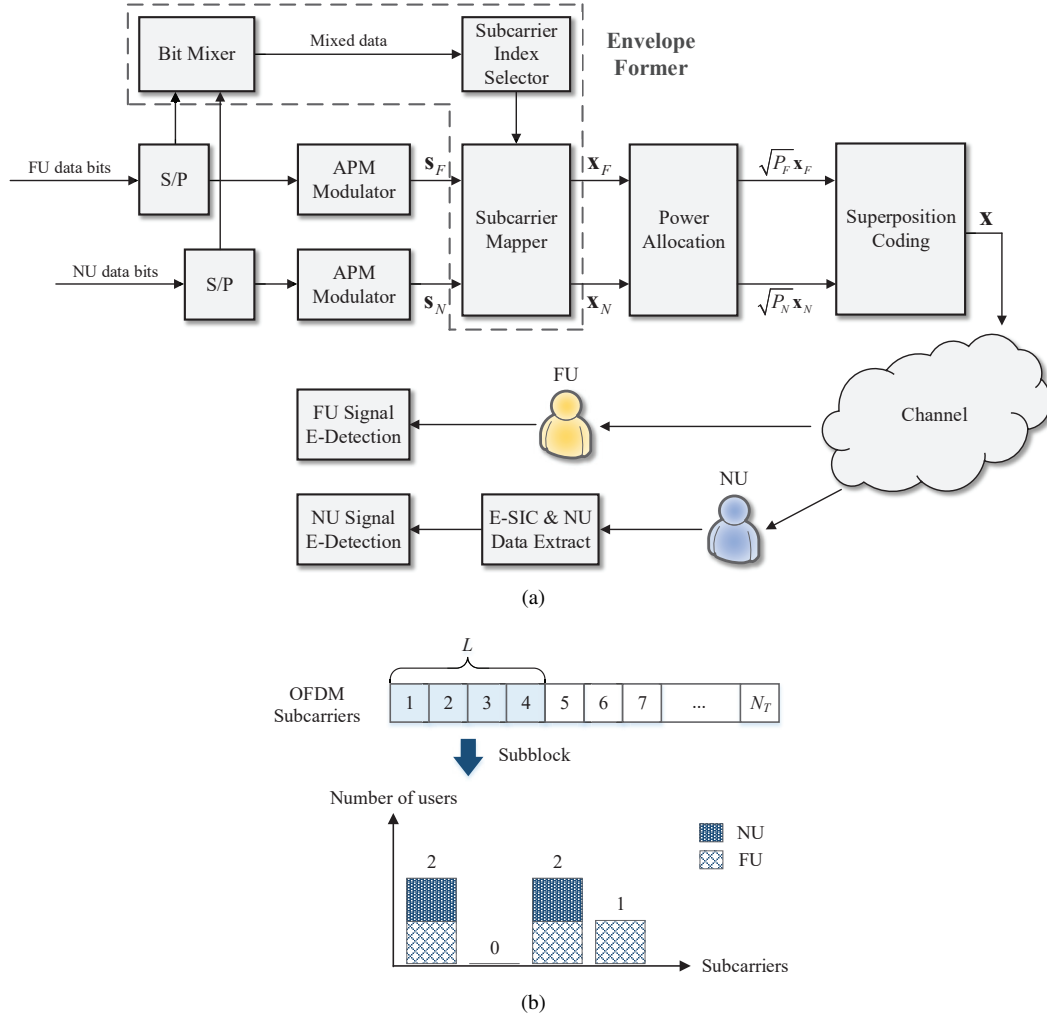 Bit Mixer
Mixed data
Subcarrier
Index
Selector
Envelope
Former
FU data bits
S/P
APM
Modulator
s_F
Subcarrier
Mapper
x_F
Power
Allocation
√P_F x_F
Superposition
Coding
x
NU data bits
S/P
APM
Modulator
s_N
x_N
√P_N x_N
FU
FU Signal
E-Detection
Channel
NU
NU Signal
E-Detection
E-SIC & NU
Data Extract
(a)
L
OFDM
Subcarriers
1 2 3 4 5 6 7 ... N_T
Subblock
Number of users
NU
FU
2
0
2
1
Subcarriers
(b)